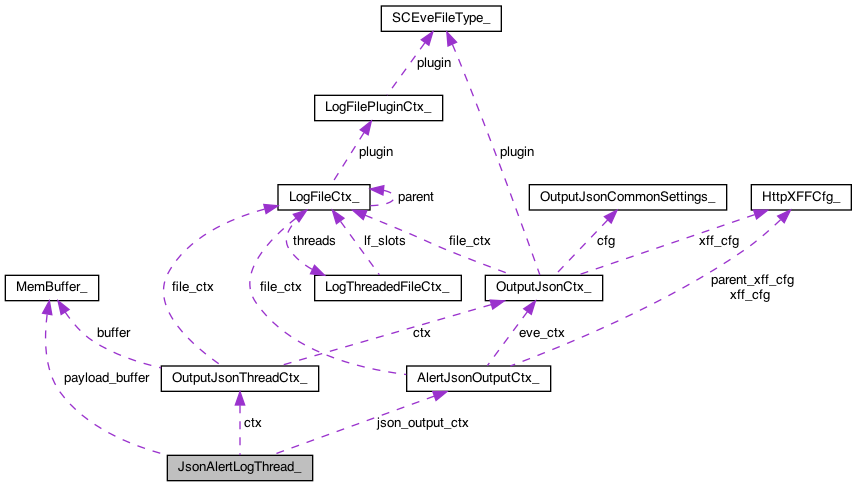 SCEveFileType_
plugin
LogFilePluginCtx_
plugin
plugin
LogFileCtx_
parent
OutputJsonCommonSettings_
HttpXFFCfg_
threads
lf_slots
file_ctx
cfg
xff_cfg
MemBuffer_
file_ctx
file_ctx
LogThreadedFileCtx_
OutputJsonCtx_
parent_xff_cfg
xff_cfg
buffer
ctx
eve_ctx
payload_buffer
OutputJsonThreadCtx_
AlertJsonOutputCtx_
ctx
json_output_ctx
JsonAlertLogThread_